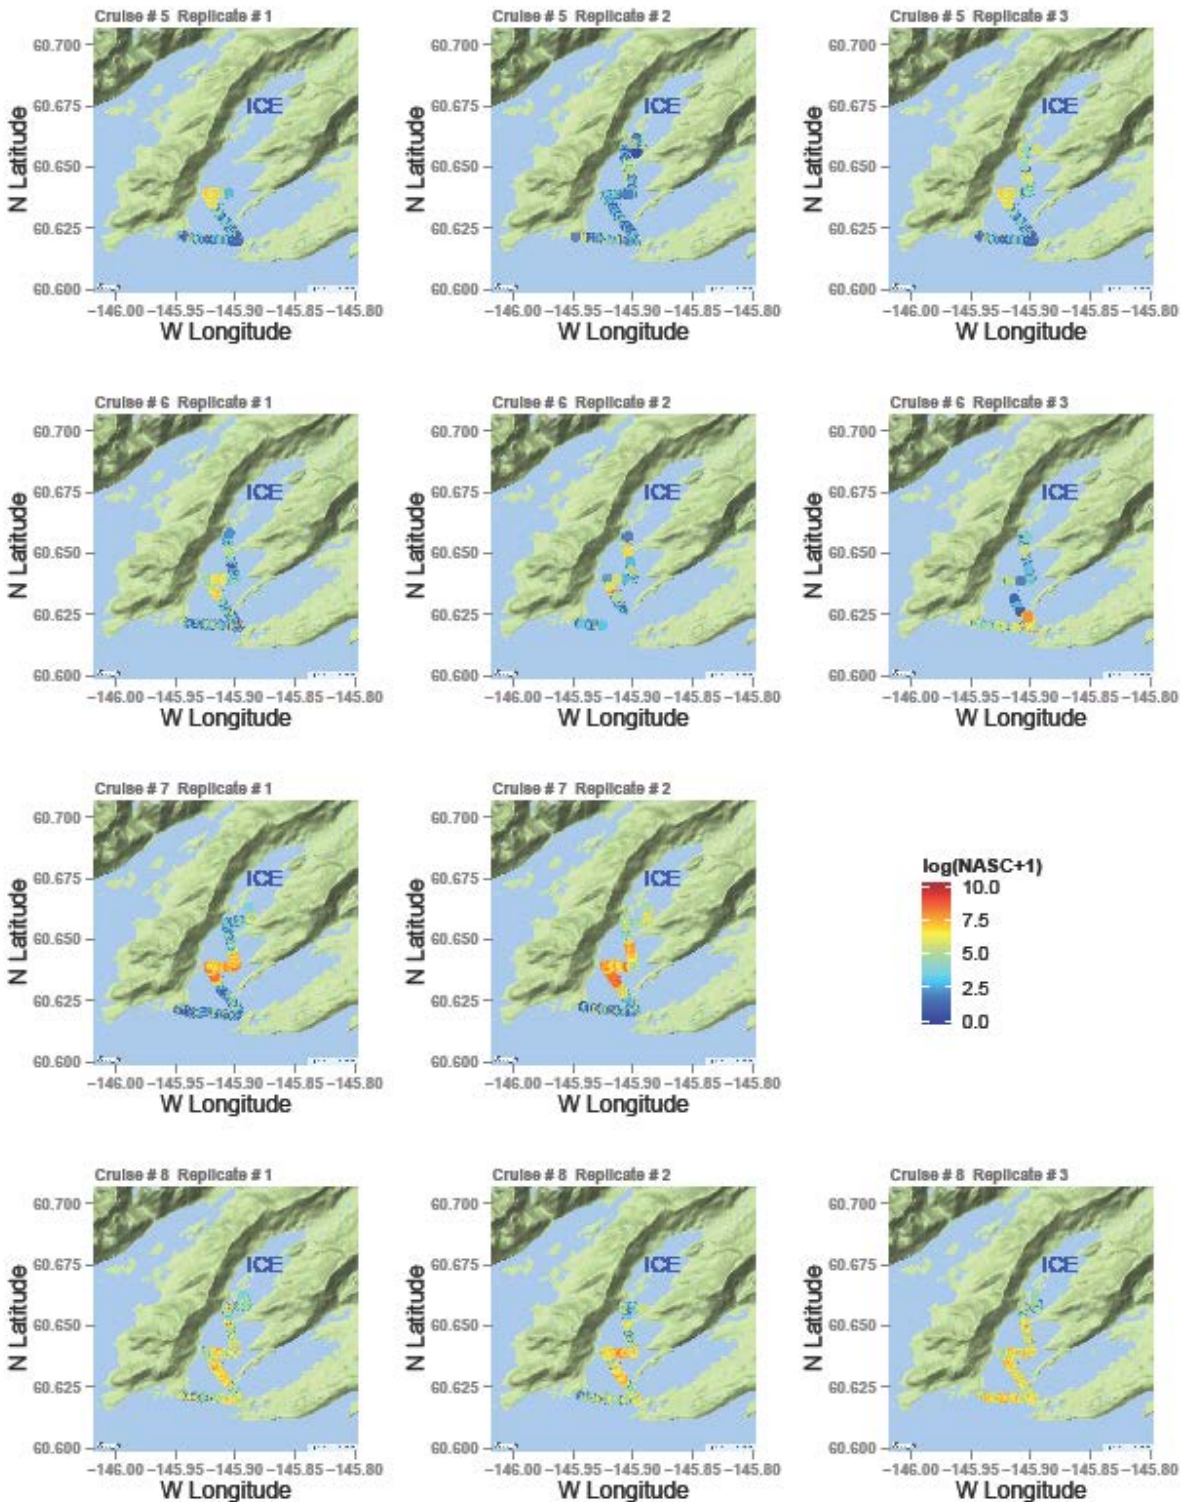 Cruise # 5 Replicate # 1
Cruise # 5 Replicate # 2
Cruise # 5 Replicate # 3
N Latitude
60.700
60.675
60.650
60.625
60.600
ICE
−146.00 −145.95 −145.90 −145.85 −145.80
W Longitude
N Latitude
60.700
60.675
60.650
60.625
60.600
ICE
−146.00 −145.95 −145.90 −145.85 −145.80
W Longitude
N Latitude
60.700
60.675
60.650
60.625
60.600
ICE
−146.00 −145.95 −145.90 −145.85 −145.80
W Longitude
Cruise # 6 Replicate # 1
Cruise # 6 Replicate # 2
Cruise # 6 Replicate # 3
N Latitude
60.700
60.675
60.650
60.625
60.600
ICE
−146.00 −145.95 −145.90 −145.85 −145.80
W Longitude
N Latitude
60.700
60.675
60.650
60.625
60.600
ICE
−146.00 −145.95 −145.90 −145.85 −145.80
W Longitude
N Latitude
60.700
60.675
60.650
60.625
60.600
ICE
−146.00 −145.95 −145.90 −145.85 −145.80
W Longitude
Cruise # 7 Replicate # 1
Cruise # 7 Replicate # 2
N Latitude
60.700
60.675
60.650
60.625
60.600
ICE
−146.00 −145.95 −145.90 −145.85 −145.80
W Longitude
N Latitude
60.700
60.675
60.650
60.625
60.600
ICE
−146.00 −145.95 −145.90 −145.85 −145.80
W Longitude
log(NASC+1)
10.0
7.5
5.0
2.5
0.0
Cruise # 8 Replicate # 1
Cruise # 8 Replicate # 2
Cruise # 8 Replicate # 3
N Latitude
60.700
60.675
60.650
60.625
60.600
ICE
−146.00 −145.95 −145.90 −145.85 −145.80
W Longitude
N Latitude
60.700
60.675
60.650
60.625
60.600
ICE
−146.00 −145.95 −145.90 −145.85 −145.80
W Longitude
N Latitude
60.700
60.675
60.650
60.625
60.600
ICE
−146.00 −145.95 −145.90 −145.85 −145.80
W Longitude